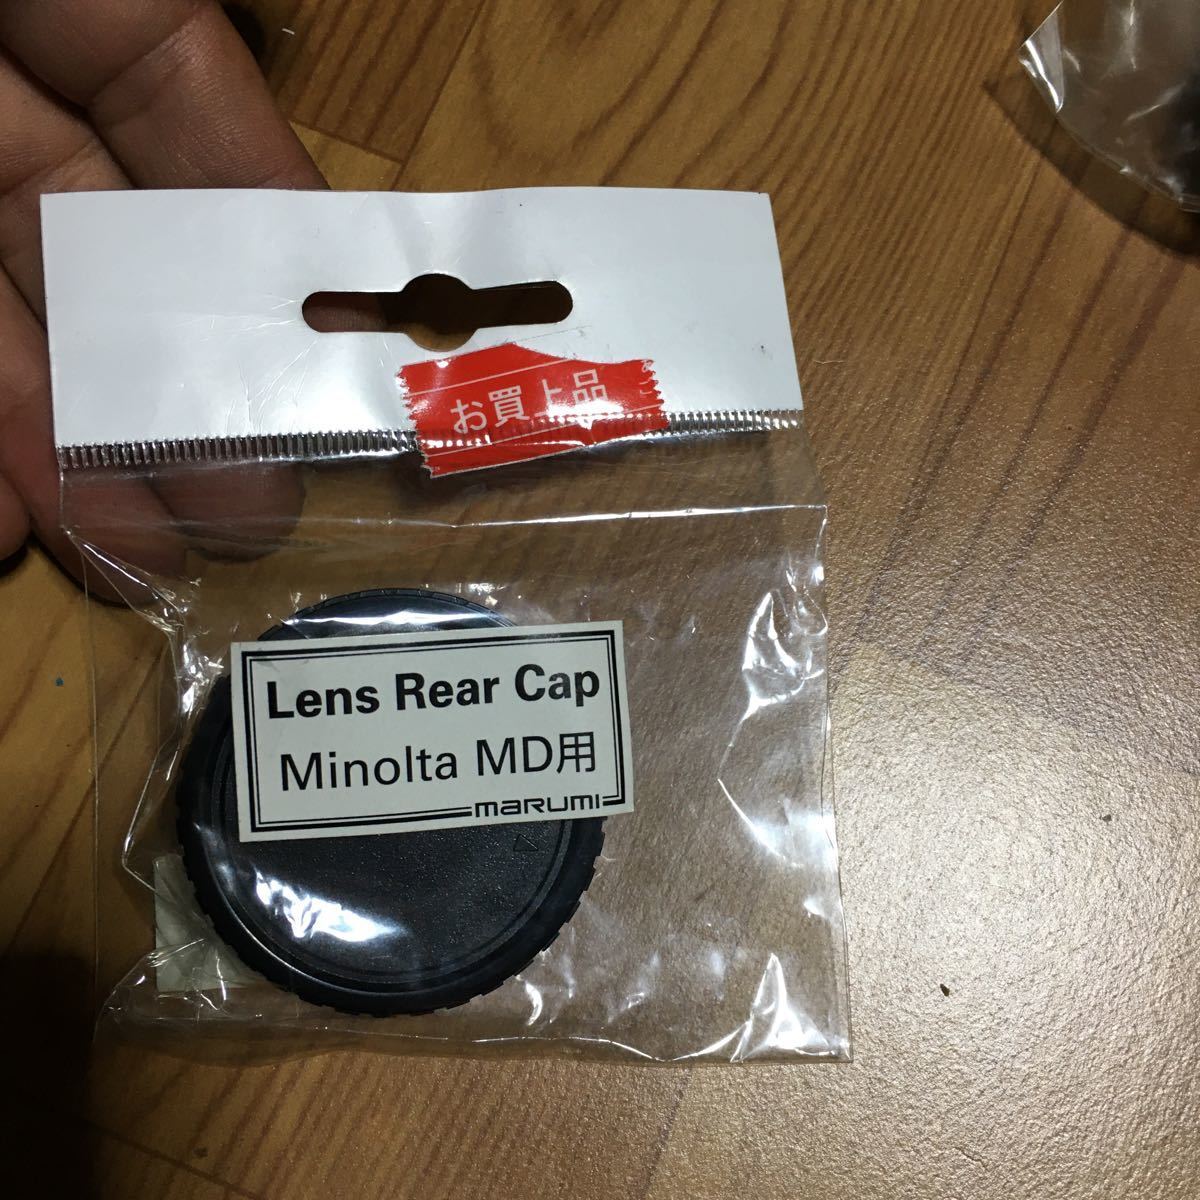 お買上品
Lens Rear Cap
Minolta MD用
marumi